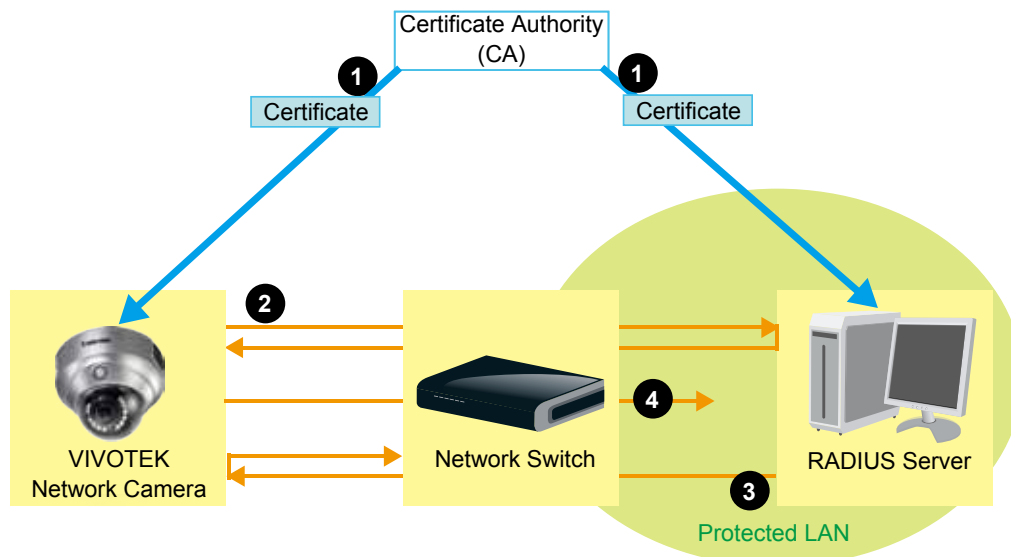 Certificate Authority
(CA)
1
1
Certificate
Certificate
2
4
VIVOTEK
Network Camera
Network Switch
RADIUS Server
3
Protected LAN